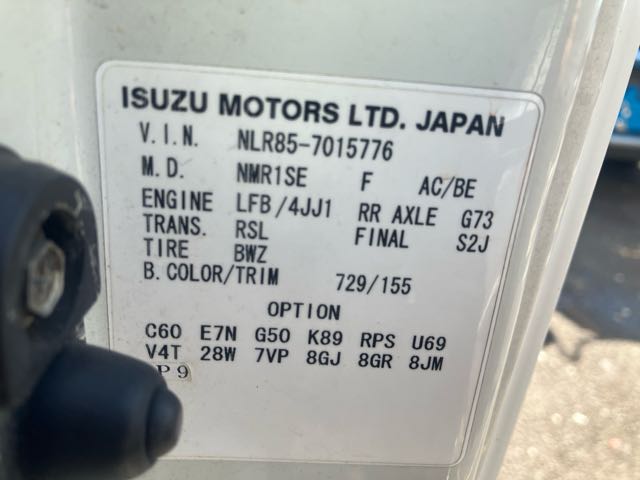 ISUZU MOTORS LTD. JAPAN
V.I.N. NLR85-7015776
M.D. NMR1SE F AC/BE
ENGINE LFB/4JJ1 RR AXLE G73
TRANS. RSL FINAL S2J
TIRE BWZ
B.COLOR/TRIM 729/155
OPTION
C60 E7N G50 K89 RPS U69
V4T 28W 7VP 8GJ 8GR 8JM
P9